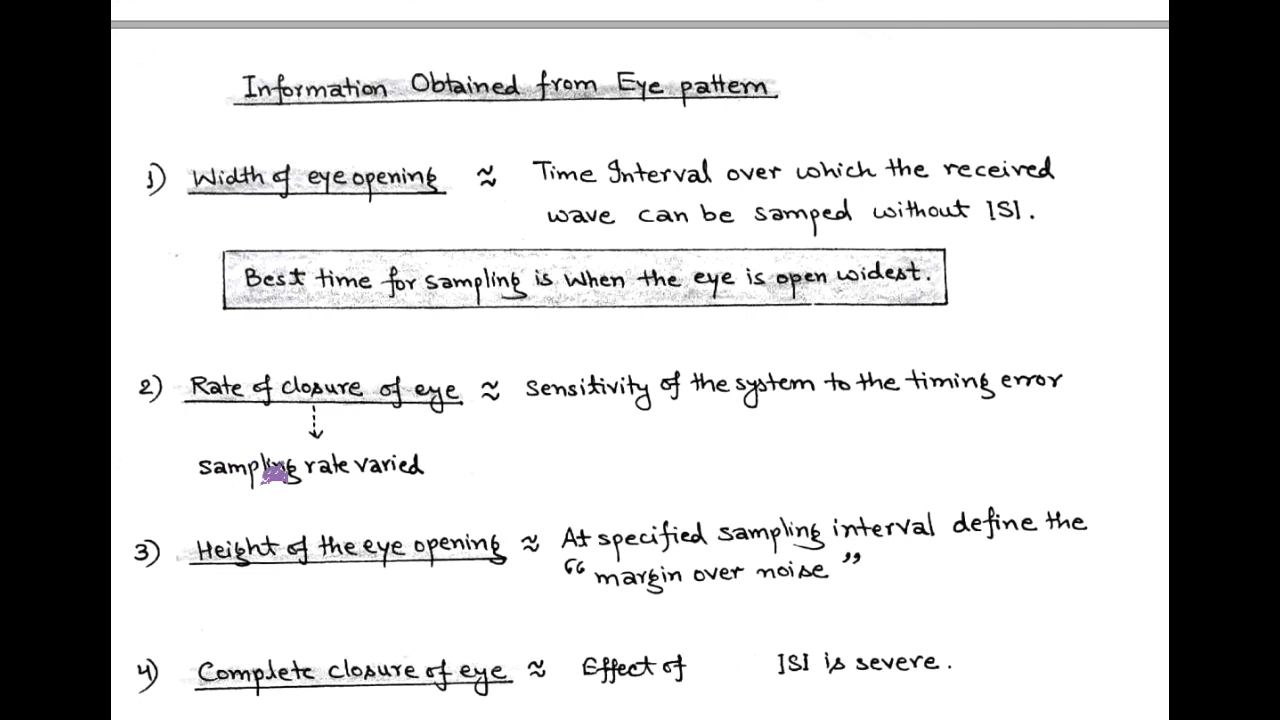 Information Obtained from Eye pattern
1) Width of eye opening ≈ Time Interval over which the received
wave can be samped without ISI.
Best time for sampling is when the eye is open widest.
2) Rate of closure of eye ≈ sensitivity of the system to the timing error
sampling rate varied
3) Height of the eye opening ≈ At specified sampling interval define the
“margin over noise”
4) Complete closure of eye ≈ Effect of ISI is severe.